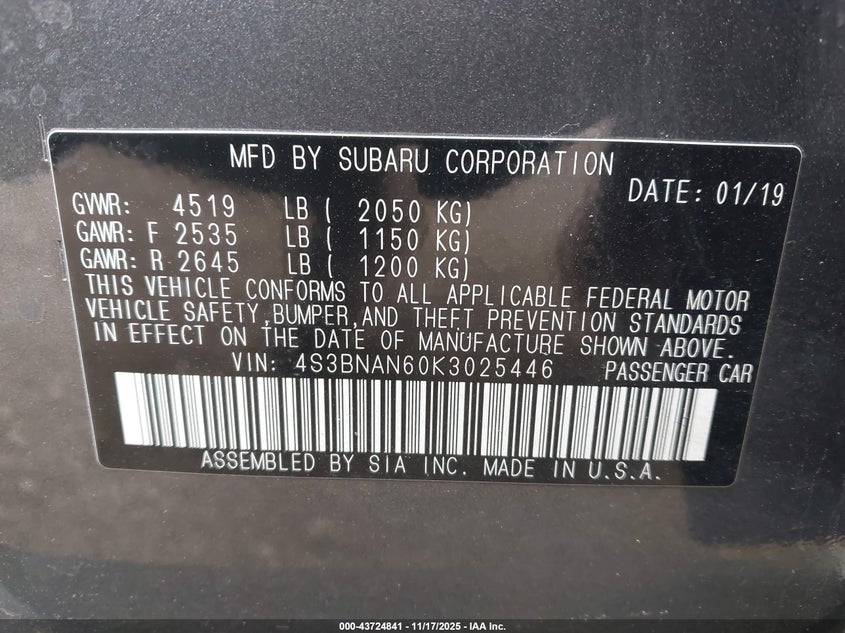 MFD BY SUBARU CORPORATION
DATE: 01/19
GVWR: 4519 LB ( 2050 KG)
GAWR: F 2535 LB ( 1150 KG)
GAWR: R 2645 LB ( 1200 KG)
THIS VEHICLE CONFORMS TO ALL APPLICABLE FEDERAL MOTOR
VEHICLE SAFETY,BUMPER,AND THEFT PREVENTION STANDARDS
IN EFFECT ON THE DATE OF MANUFACTURE SHOWN ABOVE.
VIN: 4S3BNAN60K3025446 PASSENGER CAR
ASSEMBLED BY SIA INC. MADE IN U.S.A.
000-43724841 — 11/17/2025 - IAA Inc.